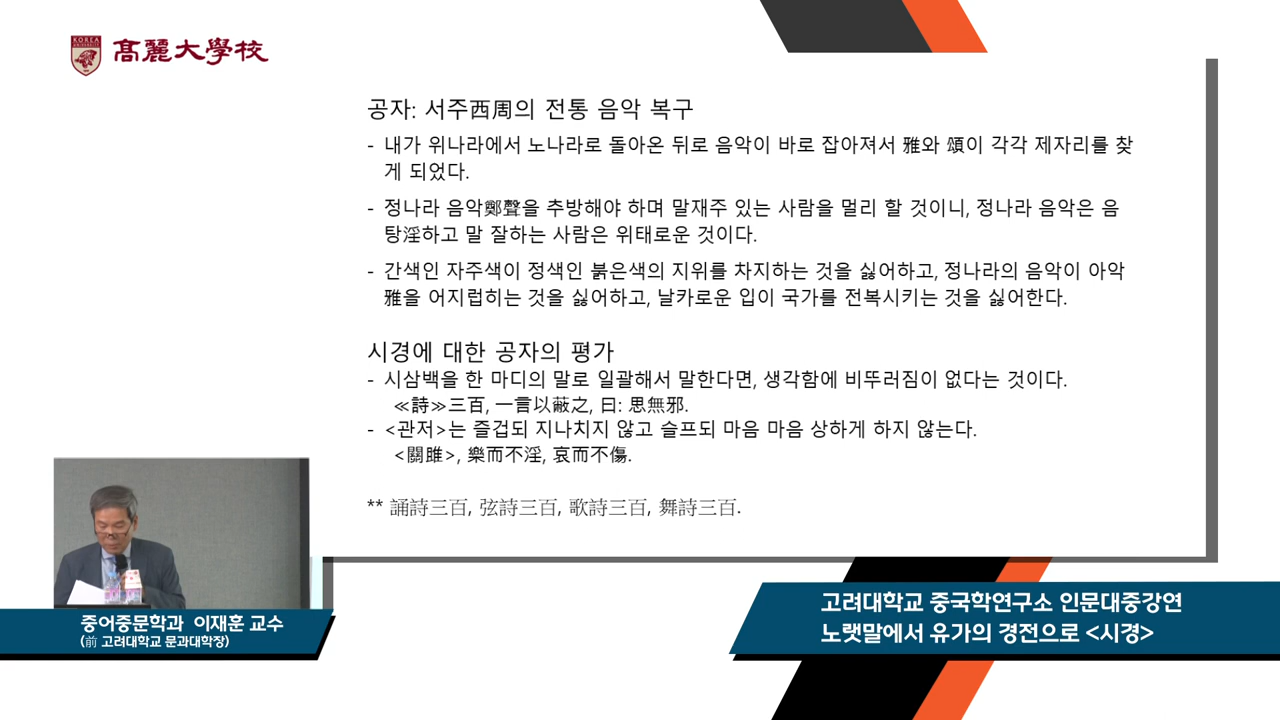 KOREA
UNIVERSITY
高麗大學校
공자: 서주西周의 전통 음악 복구
- 내가 위나라에서 노나라로 돌아온 뒤로 음악이 바로 잡아져서 雅와 頌이 각각 제자리를 찾
게 되었다.
- 정나라 음악鄭聲을 추방해야 하며 말재주 있는 사람을 멀리 할 것이니, 정나라 음악은 음
탕淫하고 말 잘하는 사람은 위태로운 것이다.
- 간색인 자주색이 정색인 붉은색의 지위를 차지하는 것을 싫어하고, 정나라의 음악이 아악
雅을 어지럽히는 것을 싫어하고, 날카로운 입이 국가를 전복시키는 것을 싫어한다.
시경에 대한 공자의 평가
- 시삼백을 한 마디의 말로 일괄해서 말한다면, 생각함에 비뚜러짐이 없다는 것이다.
≪詩≫三百, 一言以蔽之, 曰: 思無邪.
- <관저>는 즐겁되 지나치지 않고 슬프되 마음 마음 상하게 하지 않는다.
<關雎>, 樂而不淫, 哀而不傷.
** 誦詩三百, 弦詩三百, 歌詩三百, 舞詩三百.
중어중문학과 이재훈 교수
(前 고려대학교 문과대학장)
고려대학교 중국학연구소 인문대중강연
노랫말에서 유가의 경전으로 <시경>